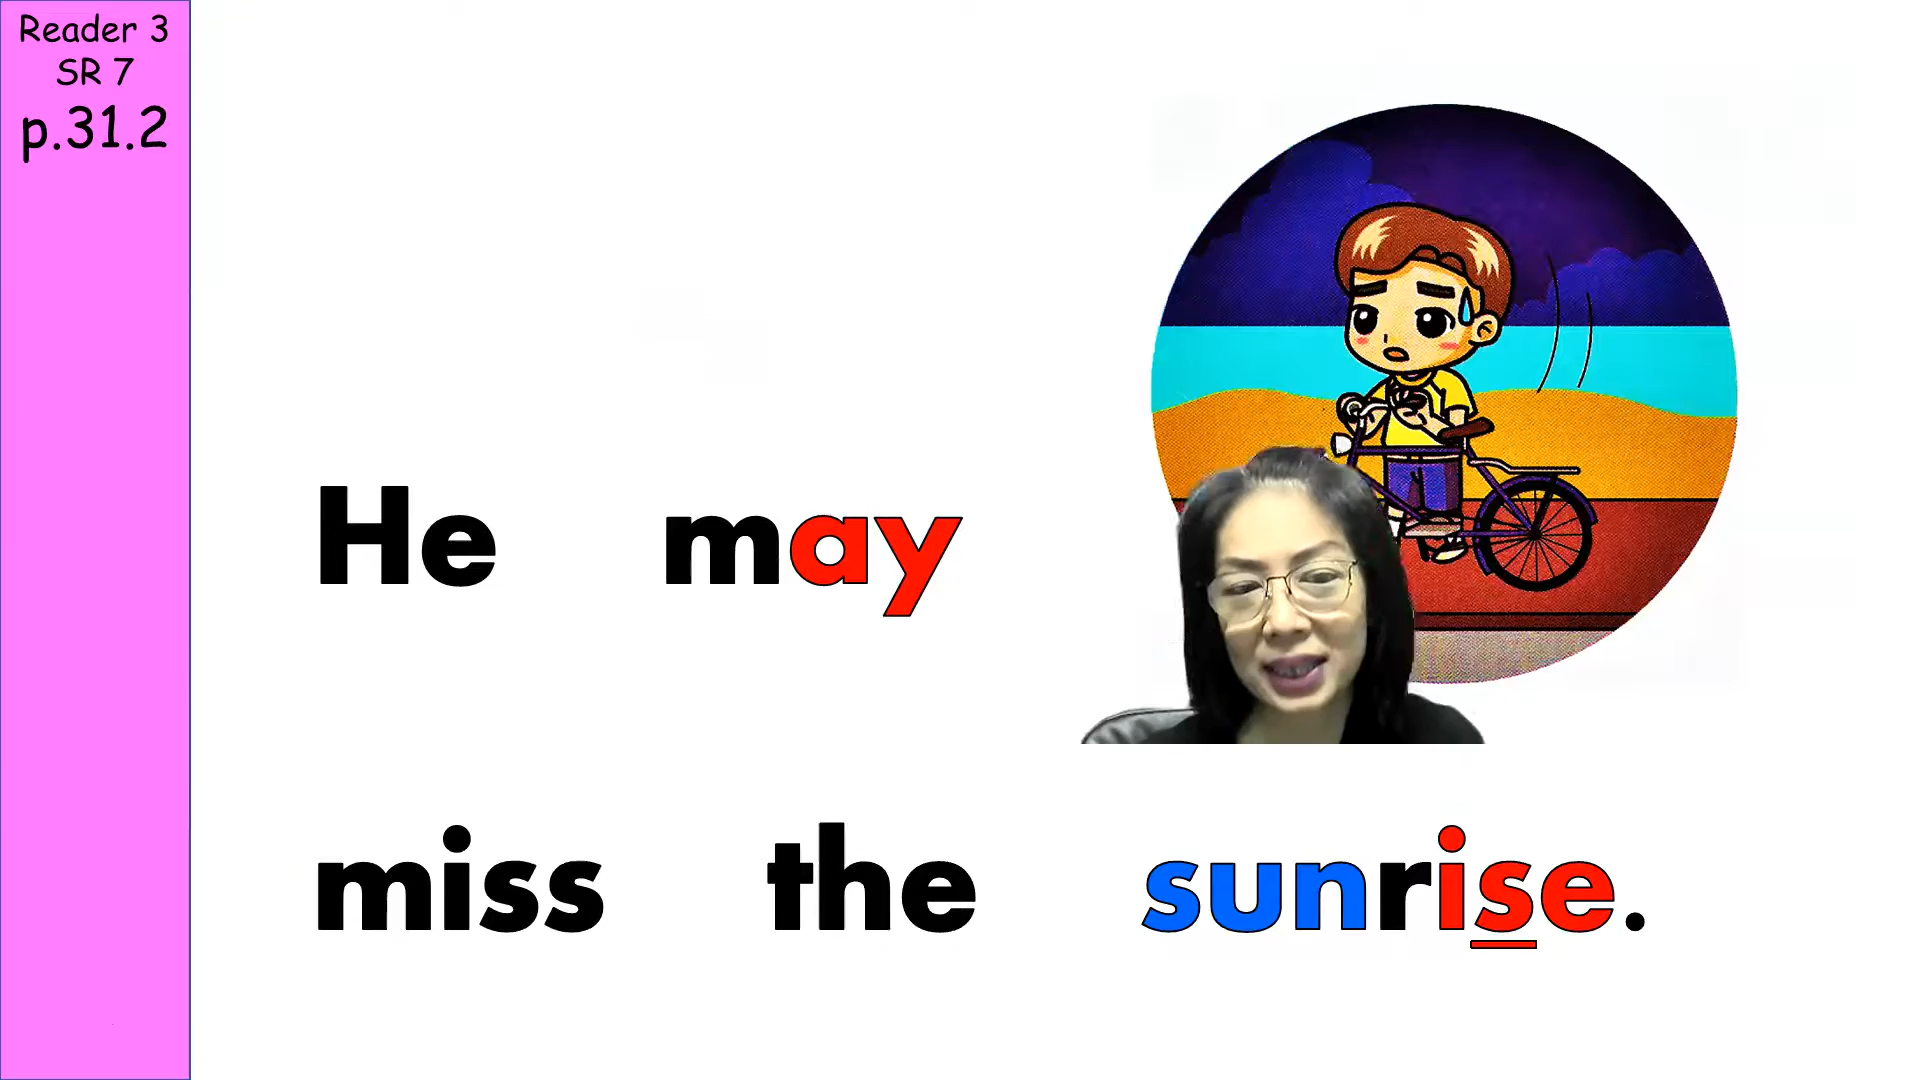 Reader 3
SR 7
p.31.2
He may
miss the sunrise.